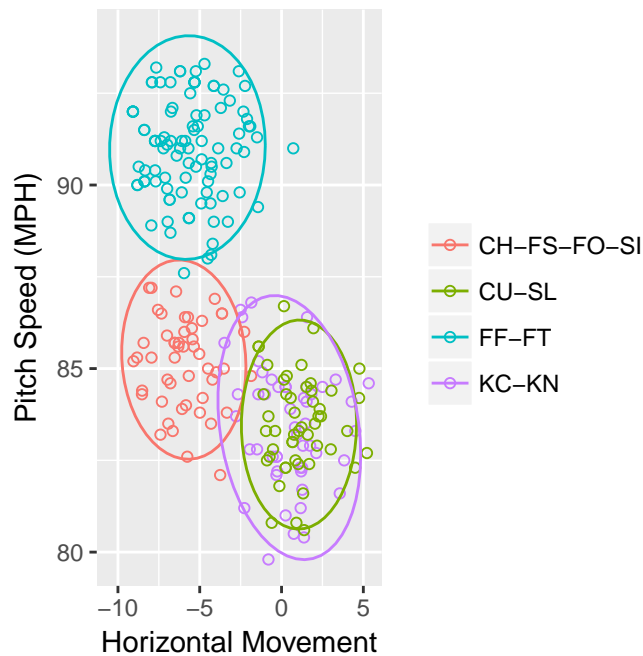 Pitch Speed (MPH)
90
85
80
−10 −5 0 5
Horizontal Movement
CH−FS−FO−SI
CU−SL
FF−FT
KC−KN